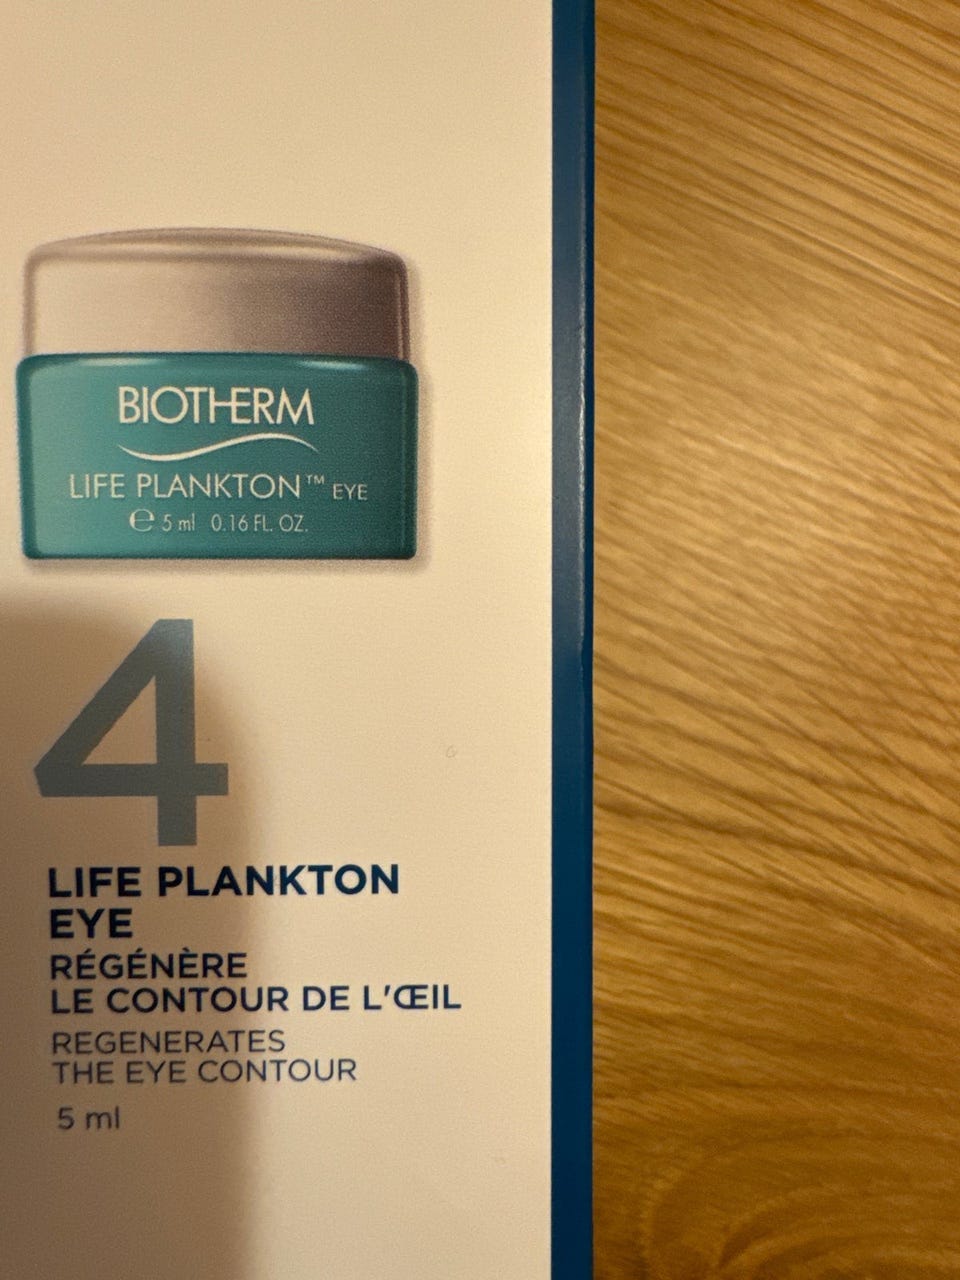 BIOTHERM
LIFE PLANKTON™ EYE
℮ 5 ml 0.16 FL. OZ.
4
LIFE PLANKTON
EYE
RÉGÉNÈRE
LE CONTOUR DE L'ŒIL
REGENERATES
THE EYE CONTOUR
5 ml